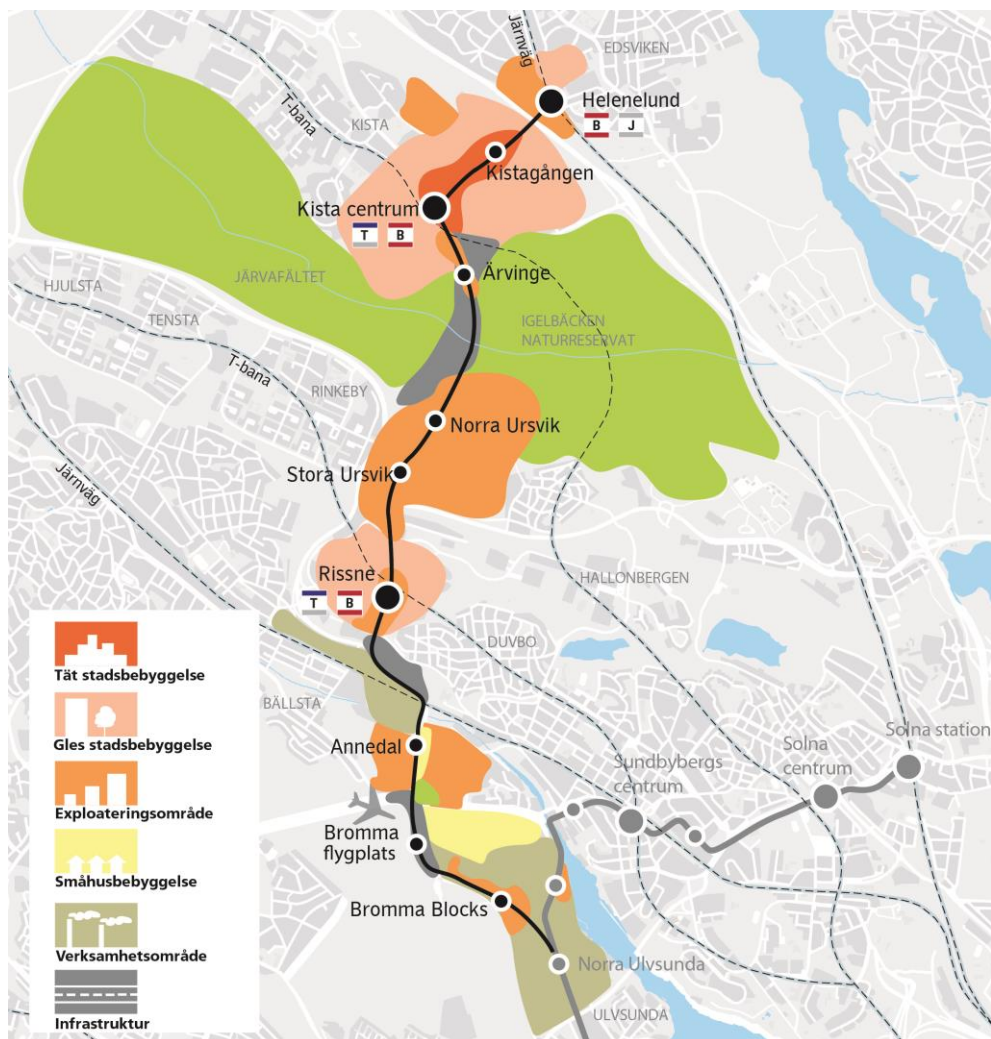 Järnväg
EDSVIKEN
T-bana
Helenelund
B J
KISTA
Kistagången
Kista centrum
T B
Ärvinge
JÄRVAFÄLTET
HJULSTA
IGELBÄCKEN
NATURRESERVAT
TENSTA
T-bana
RINKEBY
Norra Ursvik
Stora Ursvik
Järnväg
Rissne
T B
HALLONBERGEN
DUVBO
BÄLLSTA
Annedal
Sundbybergs
centrum
Solna
centrum
Solna station
Bromma
flygplats
Bromma Blocks
Norra Ulvsunda
ULVSUNDA
Tät stadsbebyggelse
Gles stadsbebyggelse
Exploateringsområde
Småhusbebyggelse
Verksamhetsområde
Infrastruktur